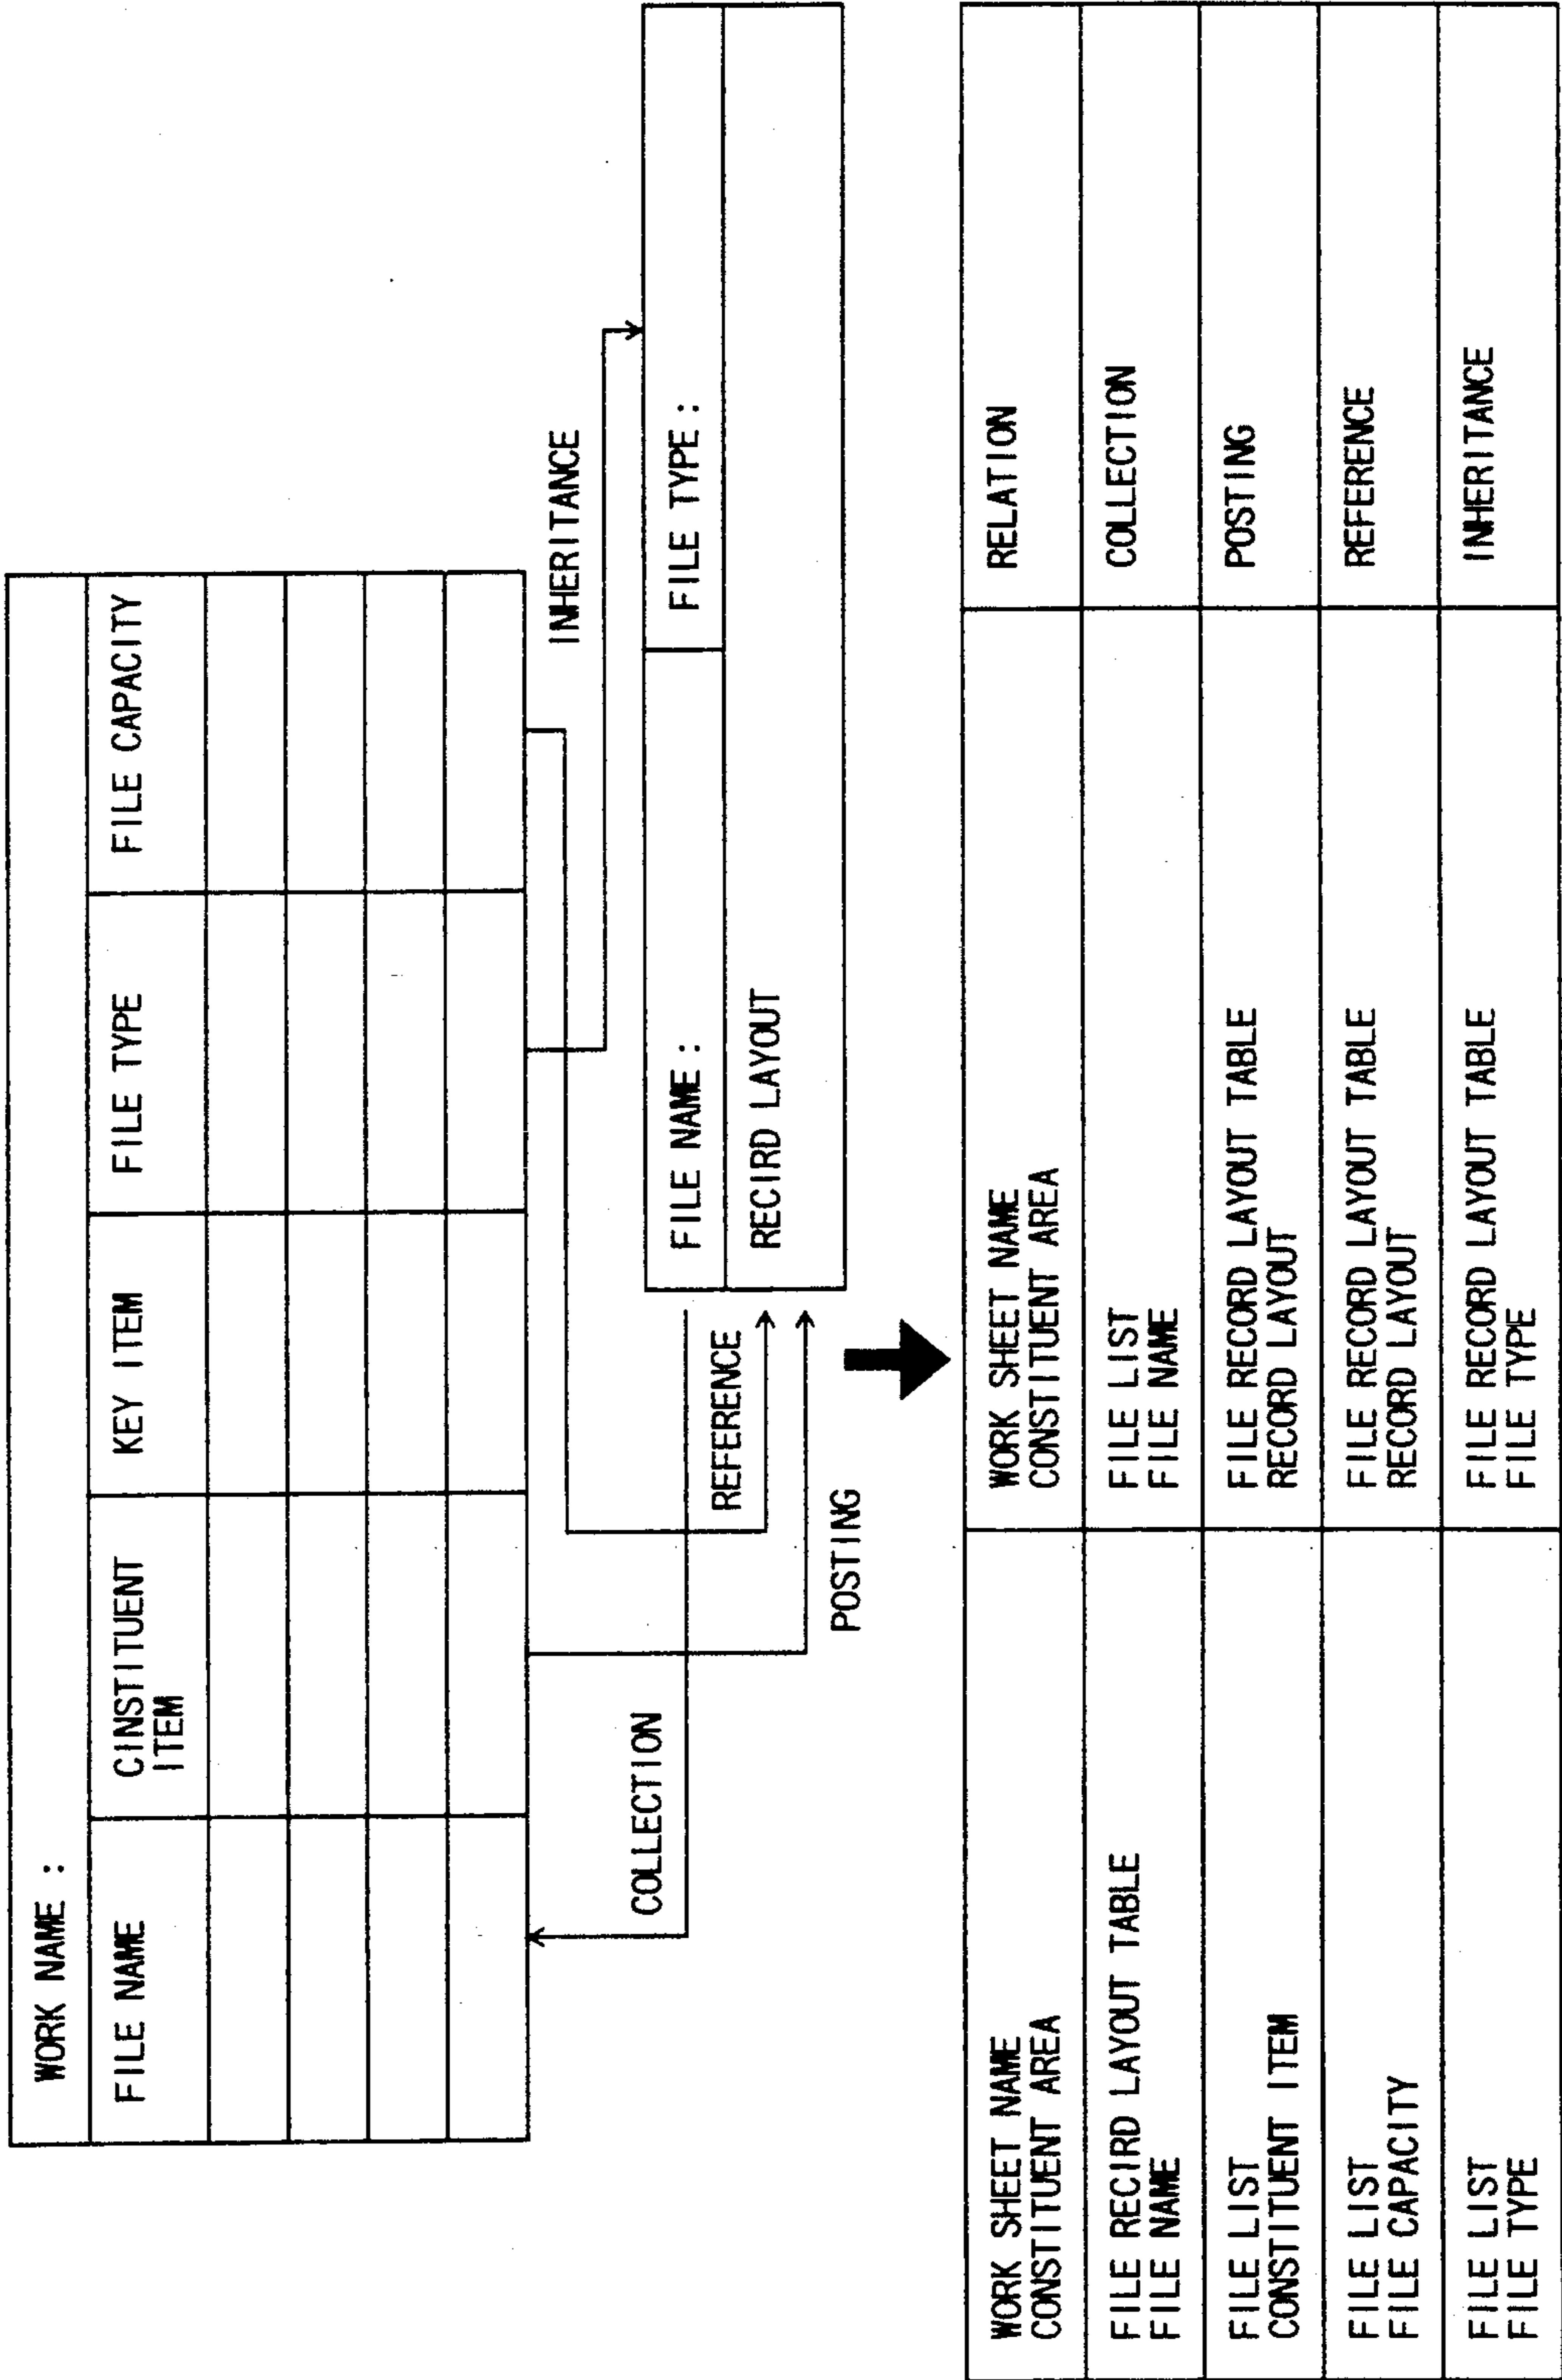 WORK NAME :
FILE NAME
CINSTITUENT
ITEM
KEY ITEM
FILE TYPE
FILE CAPACITY
COLLECTION
REFERENCE
POSTING
INHERITANCE
FILE NAME :
FILE TYPE :
RECIRD LAYOUT
WORK SHEET NAME
CONSTITUENT AREA
WORK SHEET NAME
CONSTITUENT AREA
RELATION
FILE RECIRD LAYOUT TABLE
FILE NAME
FILE LIST
FILE NAME
COLLECTION
FILE LIST
CONSTITUENT ITEM
FILE RECORD LAYOUT TABLE
RECORD LAYOUT
POSTING
FILE LIST
FILE CAPACITY
FILE RECORD LAYOUT TABLE
RECORD LAYOUT
REFERENCE
FILE LIST
FILE TYPE
FILE RECORD LAYOUT TABLE
FILE TYPE
INHERITANCE